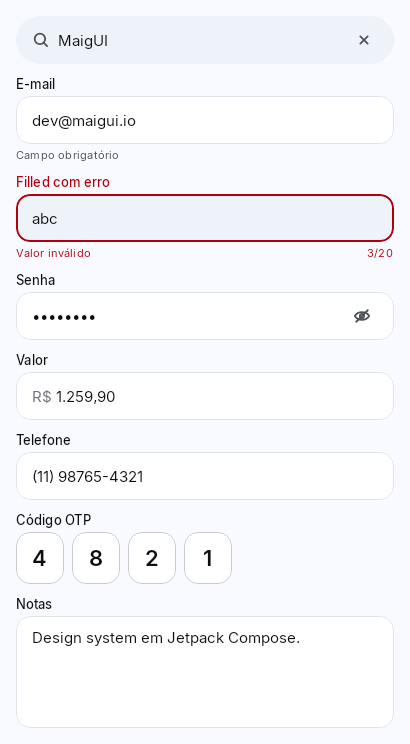 MaigUI
E-mail
dev@maigui.io
Campo obrigatório
Filled com erro
abc
Valor inválido 3/20
Senha
••••••••
Valor
R$ 1.259,90
Telefone
(11) 98765-4321
Código OTP
4 8 2 1
Notas
Design system em Jetpack Compose.